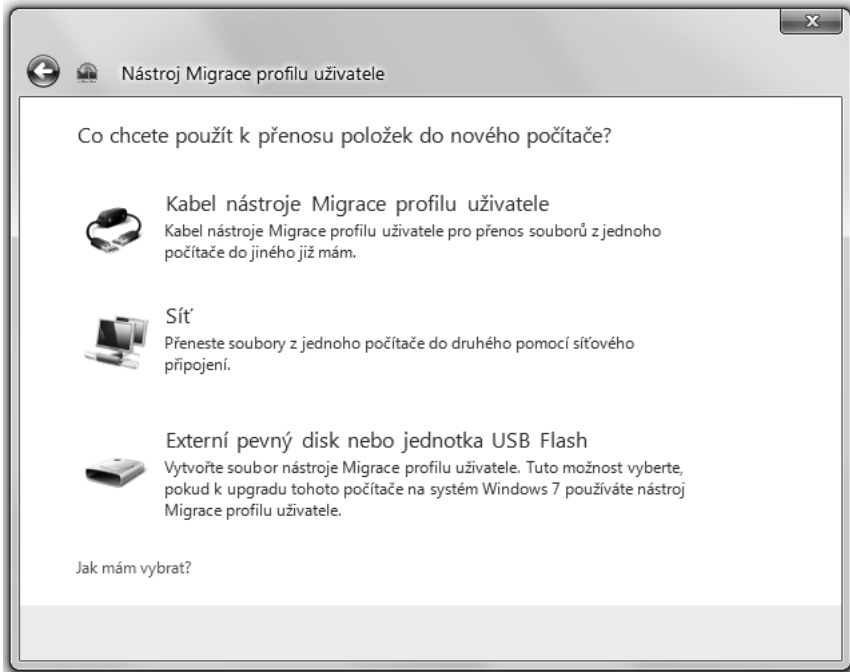 Nástroj Migrace profilu uživatele
Co chcete použít k přenosu položek do nového počítače?
Kabel nástroje Migrace profilu uživatele
Kabel nástroje Migrace profilu uživatele pro přenos souborů z jednoho
počítače do jiného již mám.
Síť
Přeneste soubory z jednoho počítače do druhého pomocí síťového
připojení.
Externí pevný disk nebo jednotka USB Flash
Vytvořte soubor nástroje Migrace profilu uživatele. Tuto možnost vyberte,
pokud k upgradu tohoto počítače na systém Windows 7 používáte nástroj
Migrace profilu uživatele.
Jak mám vybrat?